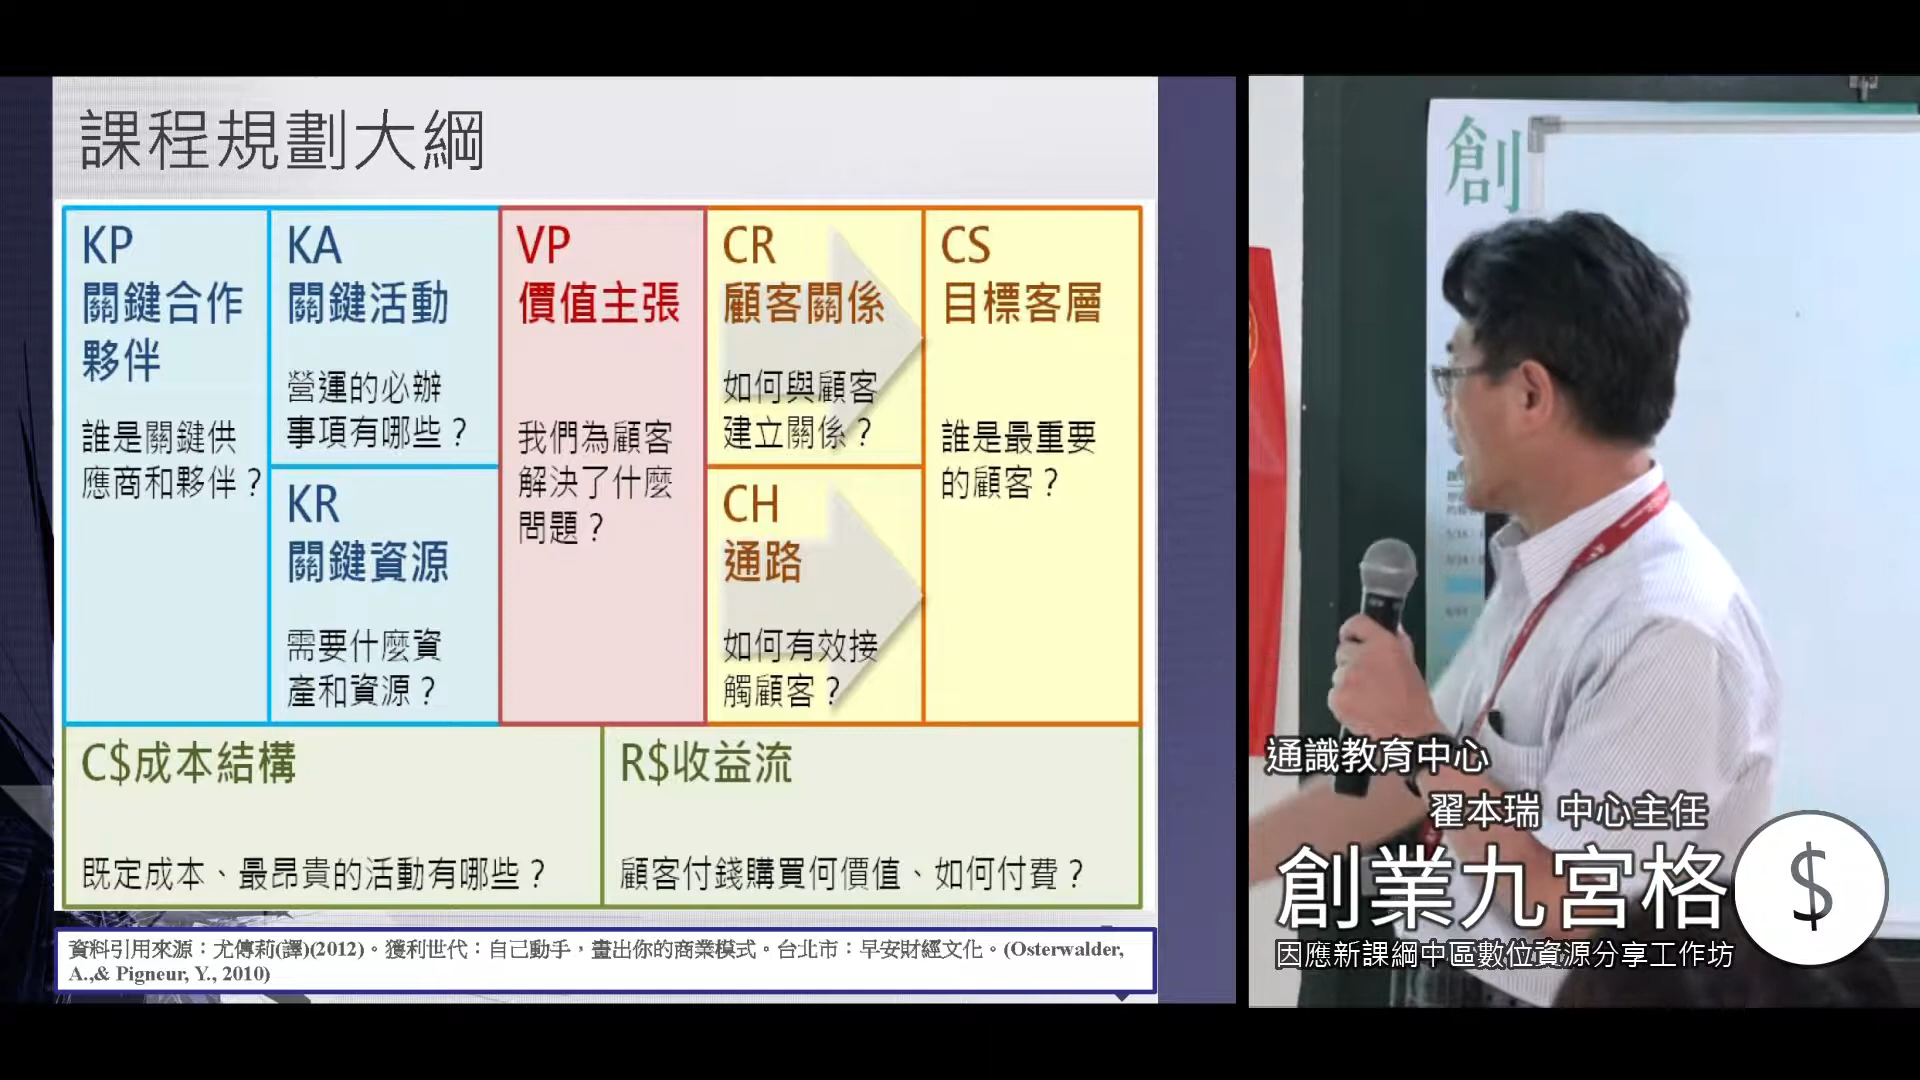 課程規劃大綱
KP
關鍵合作
夥伴
誰是關鍵供
應商和夥伴？
KA
關鍵活動
營運的必辦
事項有哪些？
KR
關鍵資源
需要什麼資
產和資源？
VP
價值主張
我們為顧客
解決了什麼
問題？
CR
顧客關係
如何與顧客
建立關係？
CH
通路
如何有效接
觸顧客？
CS
目標客層
誰是最重要
的顧客？
C$成本結構
既定成本、最昂貴的活動有哪些？
R$收益流
顧客付錢購買何價值、如何付費？
資料引用來源：尤傳莉(譯)(2012)。獲利世代：自己動手，畫出你的商業模式。台北市：早安財經文化。(Osterwalder,
A.,& Pigneur, Y., 2010)
創
通識教育中心
翟本瑞 中心主任
創業九宮格
$
因應新課綱中區數位資源分享工作坊